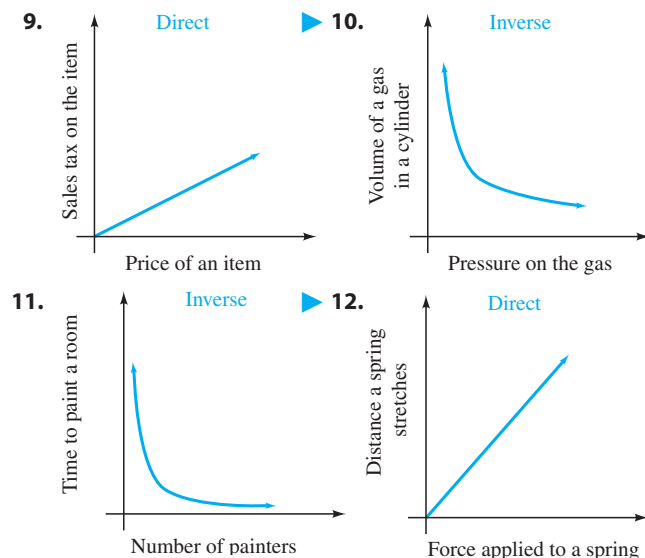 9.
Direct
Sales tax on the item
Price of an item
10.
Inverse
Volume of a gas
in a cylinder
Pressure on the gas
11.
Inverse
Time to paint a room
Number of painters
12.
Direct
Distance a spring
stretches
Force applied to a spring